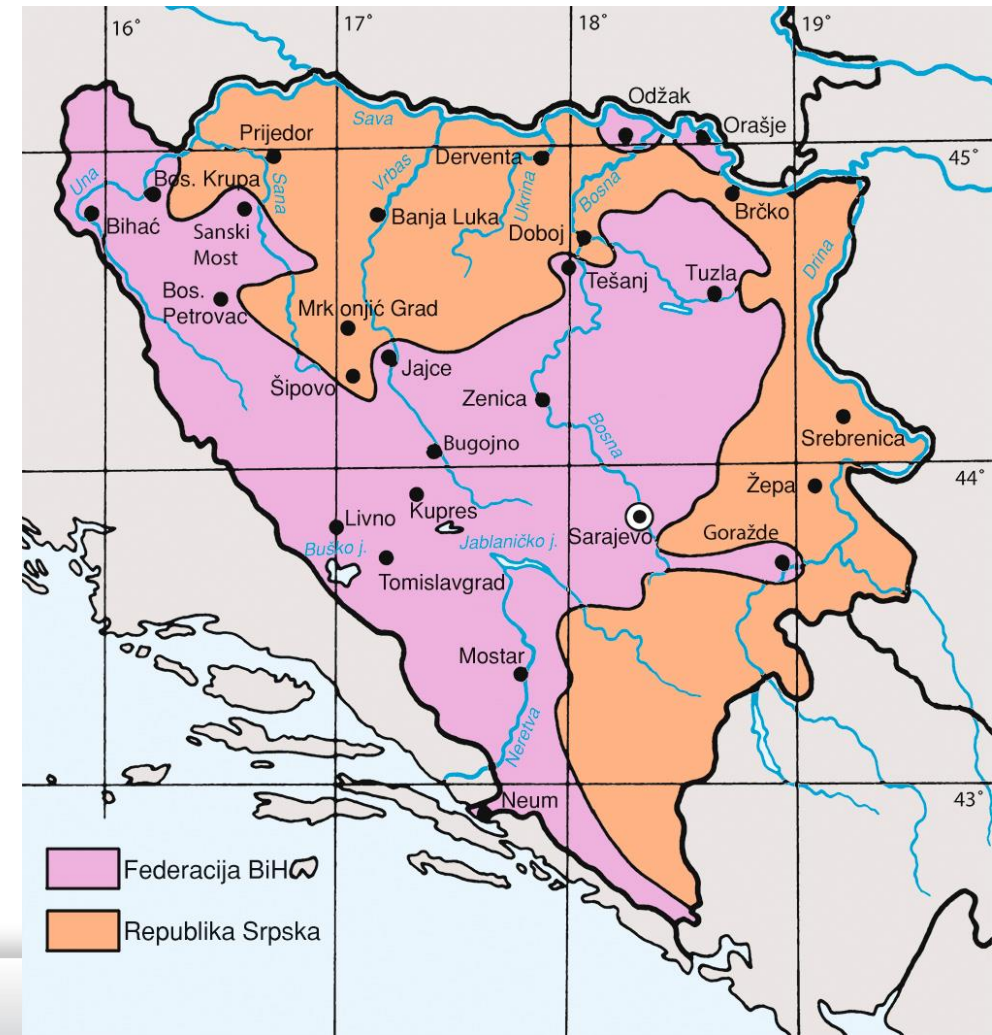 16°
17°
18°
19°
Odžak
Orašje
Sava
Prijedor
Derventa
45°
Una
Bos. Krupa
Sana
Vrbas
Ukrina
Bosna
Bihać
Sanski
Most
Banja Luka
Doboj
Brčko
Drina
Bos.
Petrovac
Tešanj
Tuzla
Mrkonjić Grad
Jajce
Šipovo
Zenica
Bugojno
Bosna
Srebrenica
44°
Žepa
Kupres
Livno
Sarajevo
Goražde
Buško j.
Jablaničko j.
Tomislavgrad
Mostar
Neretva
43°
Neum
Federacija BiH
Republika Srpska